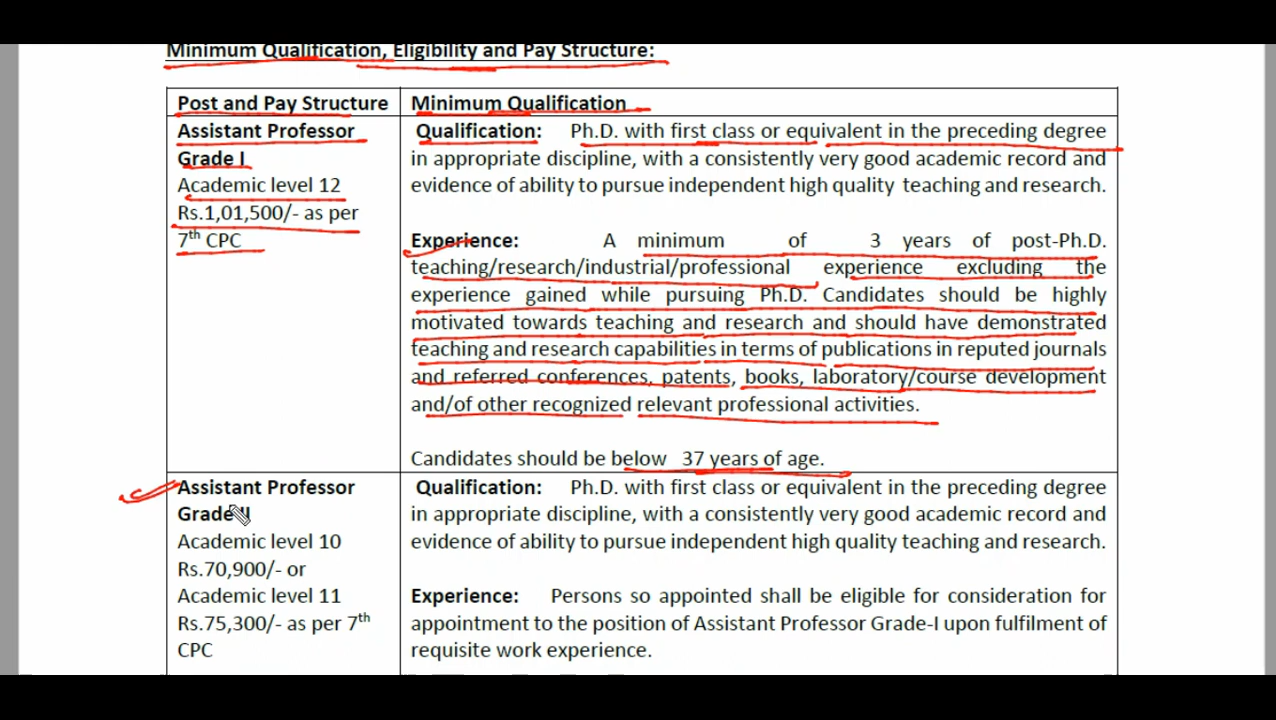 Minimum Qualification, Eligibility and Pay Structure:
Post and Pay Structure
Minimum Qualification
Assistant Professor
Grade I
Academic level 12
Rs.1,01,500/- as per
7th CPC
Qualification: Ph.D. with first class or equivalent in the preceding degree
in appropriate discipline, with a consistently very good academic record and
evidence of ability to pursue independent high quality teaching and research.
Experience: A minimum of 3 years of post-Ph.D.
teaching/research/industrial/professional experience excluding the
experience gained while pursuing Ph.D. Candidates should be highly
motivated towards teaching and research and should have demonstrated
teaching and research capabilities in terms of publications in reputed journals
and referred conferences, patents, books, laboratory/course development
and/of other recognized relevant professional activities.
Candidates should be below 37 years of age.
Assistant Professor
Grade II
Academic level 10
Rs.70,900/- or
Academic level 11
Rs.75,300/- as per 7th
CPC
Qualification: Ph.D. with first class or equivalent in the preceding degree
in appropriate discipline, with a consistently very good academic record and
evidence of ability to pursue independent high quality teaching and research.
Experience: Persons so appointed shall be eligible for consideration for
appointment to the position of Assistant Professor Grade-I upon fulfilment of
requisite work experience.